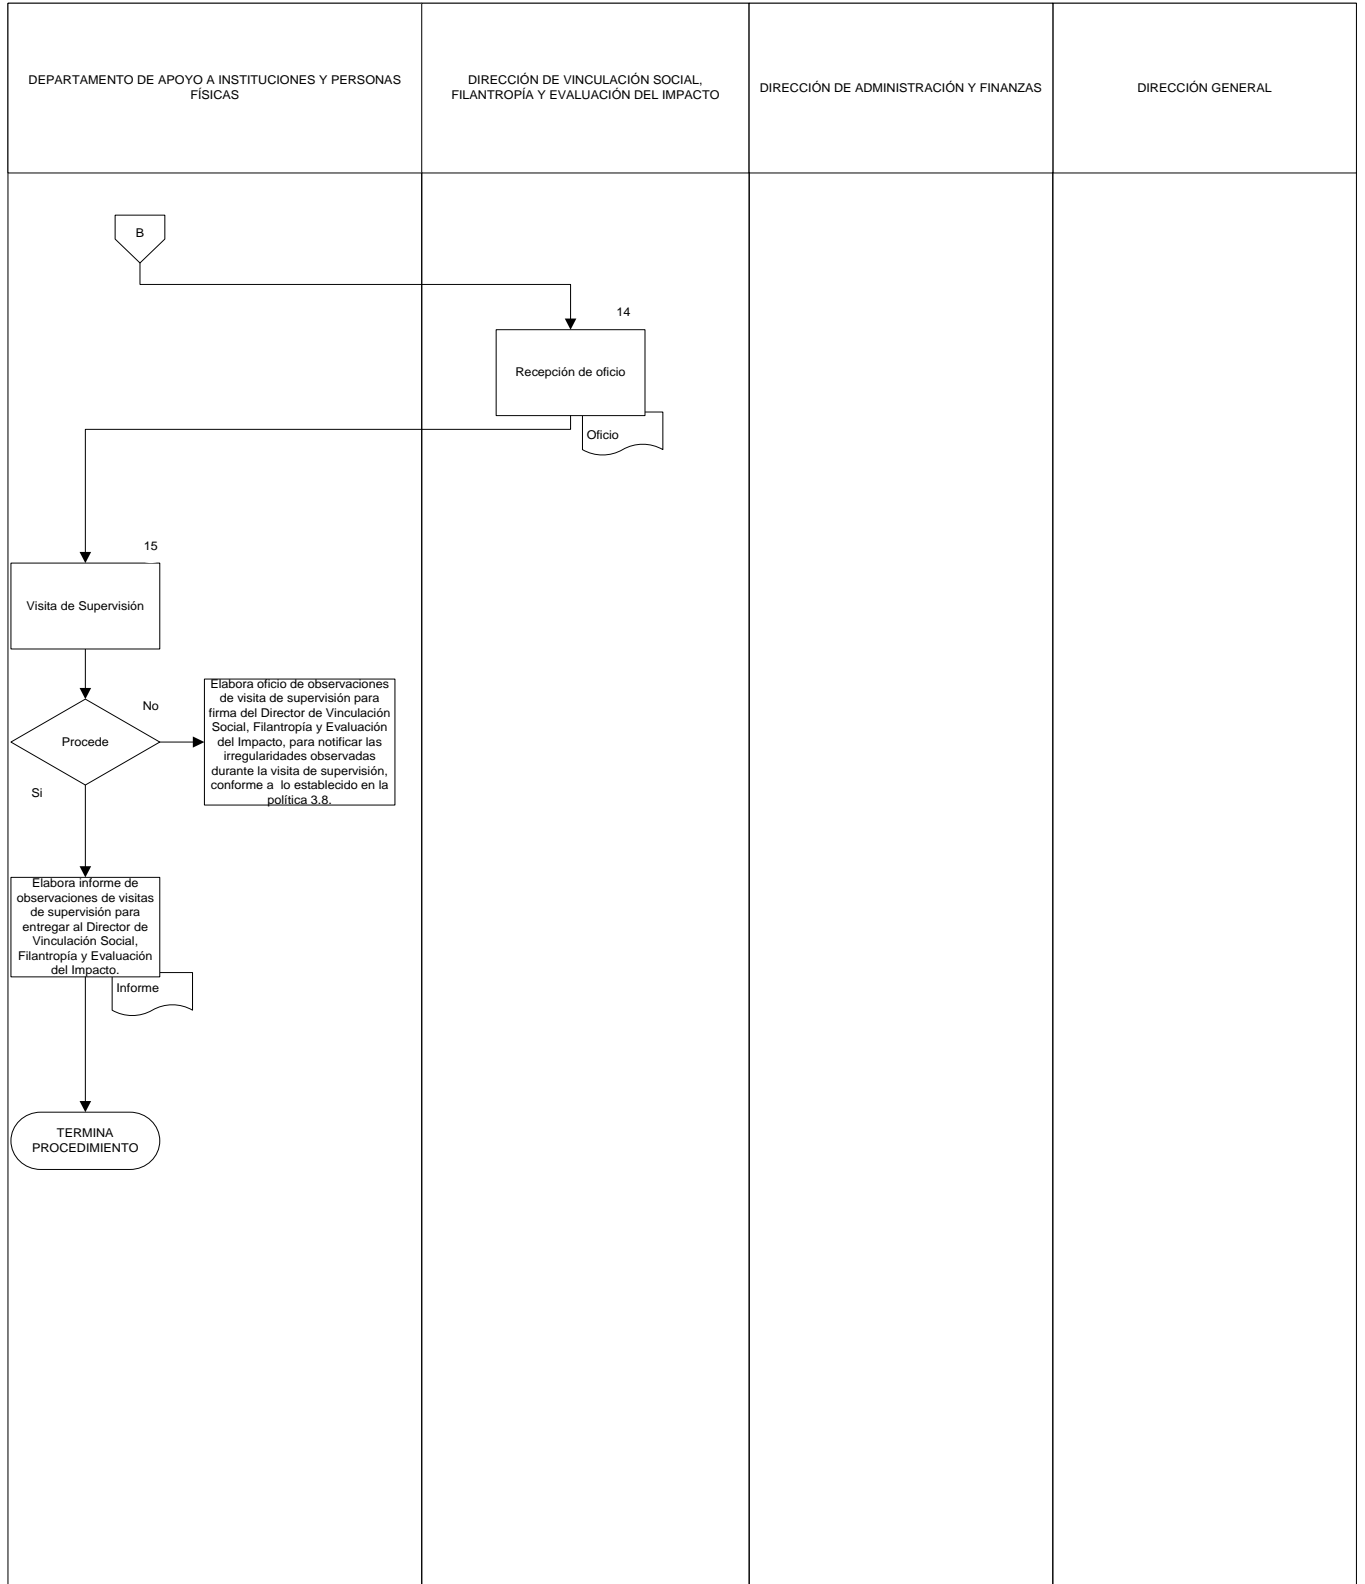 DEPARTAMENTO DE APOYO A INSTITUCIONES Y PERSONAS
FÍSICAS
DIRECCIÓN DE VINCULACIÓN SOCIAL,
FILANTROPÍA Y EVALUACIÓN DEL IMPACTO
DIRECCIÓN DE ADMINISTRACIÓN Y FINANZAS
DIRECCIÓN GENERAL
B
14
Recepción de oficio
Oficio
15
Visita de Supervisión
Procede
No
Si
Elabora oficio de observaciones
de visita de supervisión para
firma del Director de Vinculación
Social, Filantropía y Evaluación
del Impacto, para notificar las
irregularidades observadas
durante la visita de supervisión,
conforme a  lo establecido en la
política 3.8.
Elabora informe de
observaciones de visitas
de supervisión para
entregar al Director de
Vinculación Social,
Filantropía y Evaluación
del Impacto.
Informe
TERMINA
PROCEDIMIENTO